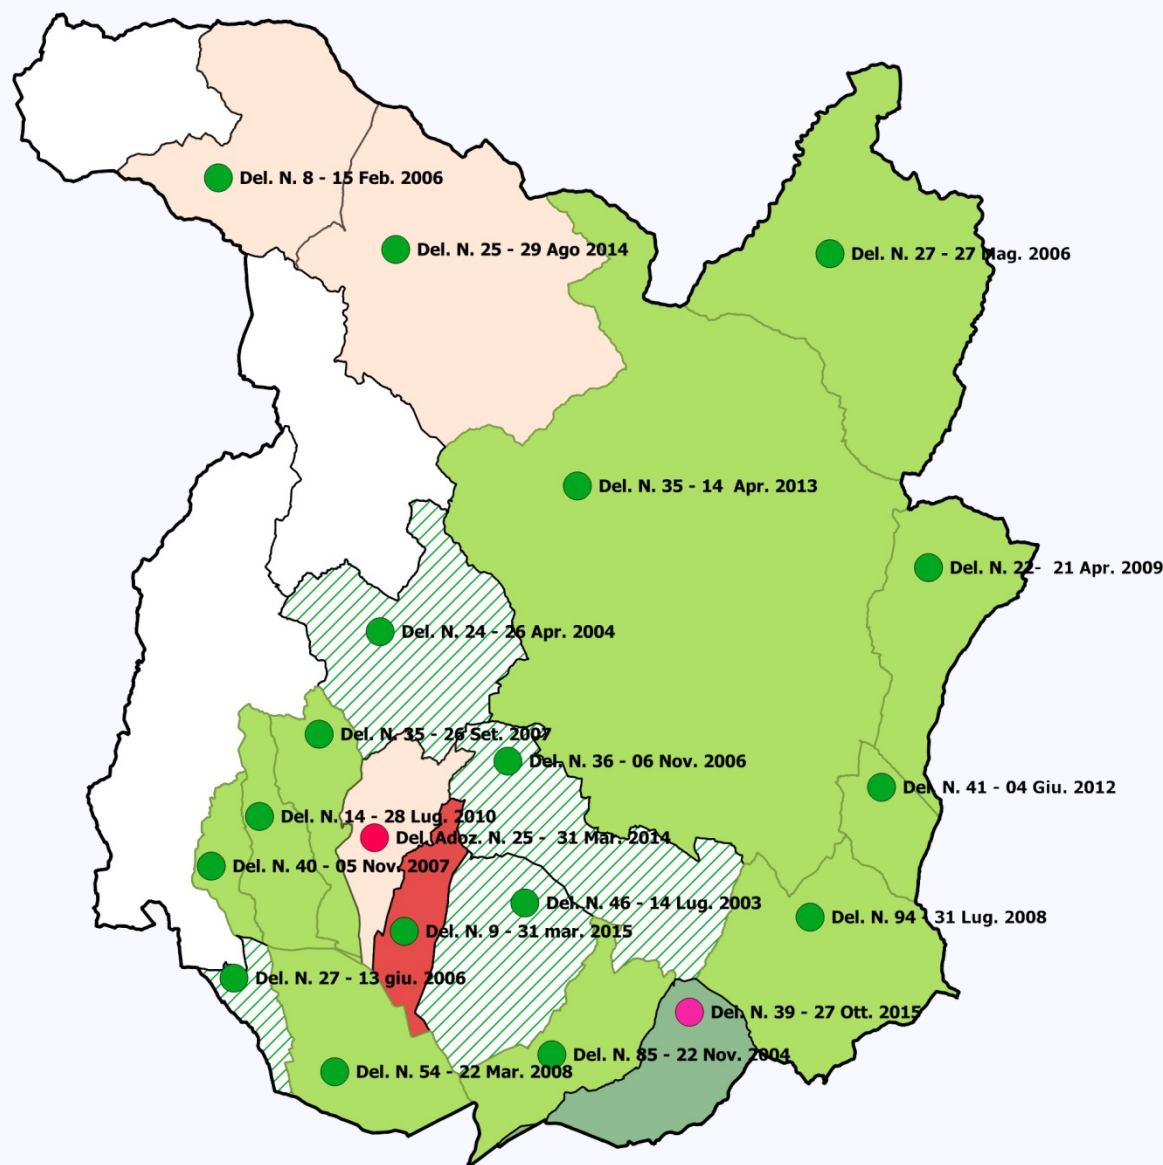 Del. N. 8 - 15 Feb. 2006
Del. N. 25 - 29 Ago 2014
Del. N. 27 - 27 Mag. 2006
Del. N. 35 - 14  Apr. 2013
Del. N. 22-  21 Apr. 2009
Del. N. 24 - 26 Apr. 2004
Del. N. 35 - 26 Set. 2007
Del. N. 36 - 06 Nov. 2006
Del. N. 41 - 04 Giu. 2012
Del. N. 14 - 28 Lug. 2010
Del. Adoz. N. 25 -  31 Mar. 2014
Del. N. 40 - 05 Nov. 2007
Del. N. 46 - 14 Lug. 2003
Del. N. 94 - 31 Lug. 2008
Del. N. 9 - 31 mar. 2015
Del. N. 27 - 13 giu. 2006
Del. N. 39 - 27 Ott. 2015
Del. N. 85 - 22 Nov. 2004
Del. N. 54 - 22 Mar. 2008